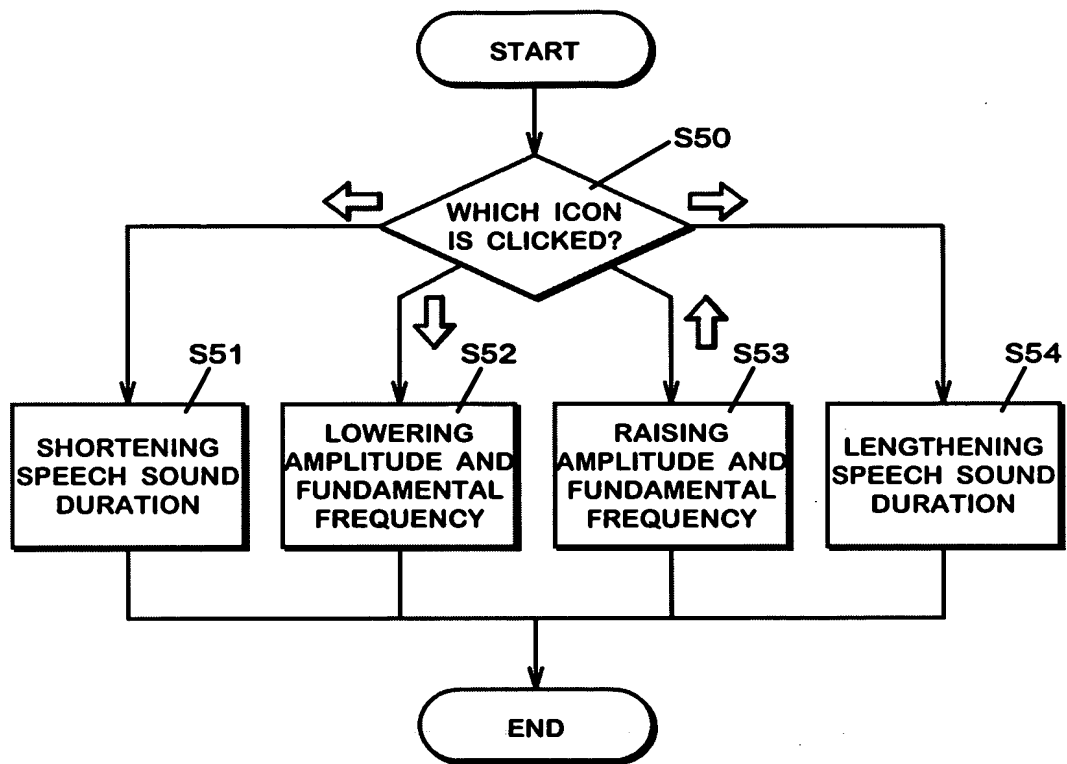 START
S50
WHICH ICON
IS CLICKED?
S51
SHORTENING
SPEECH SOUND
DURATION
S52
LOWERING
AMPLITUDE AND
FUNDAMENTAL
FREQUENCY
S53
RAISING
AMPLITUDE AND
FUNDAMENTAL
FREQUENCY
S54
LENGTHENING
SPEECH SOUND
DURATION
END